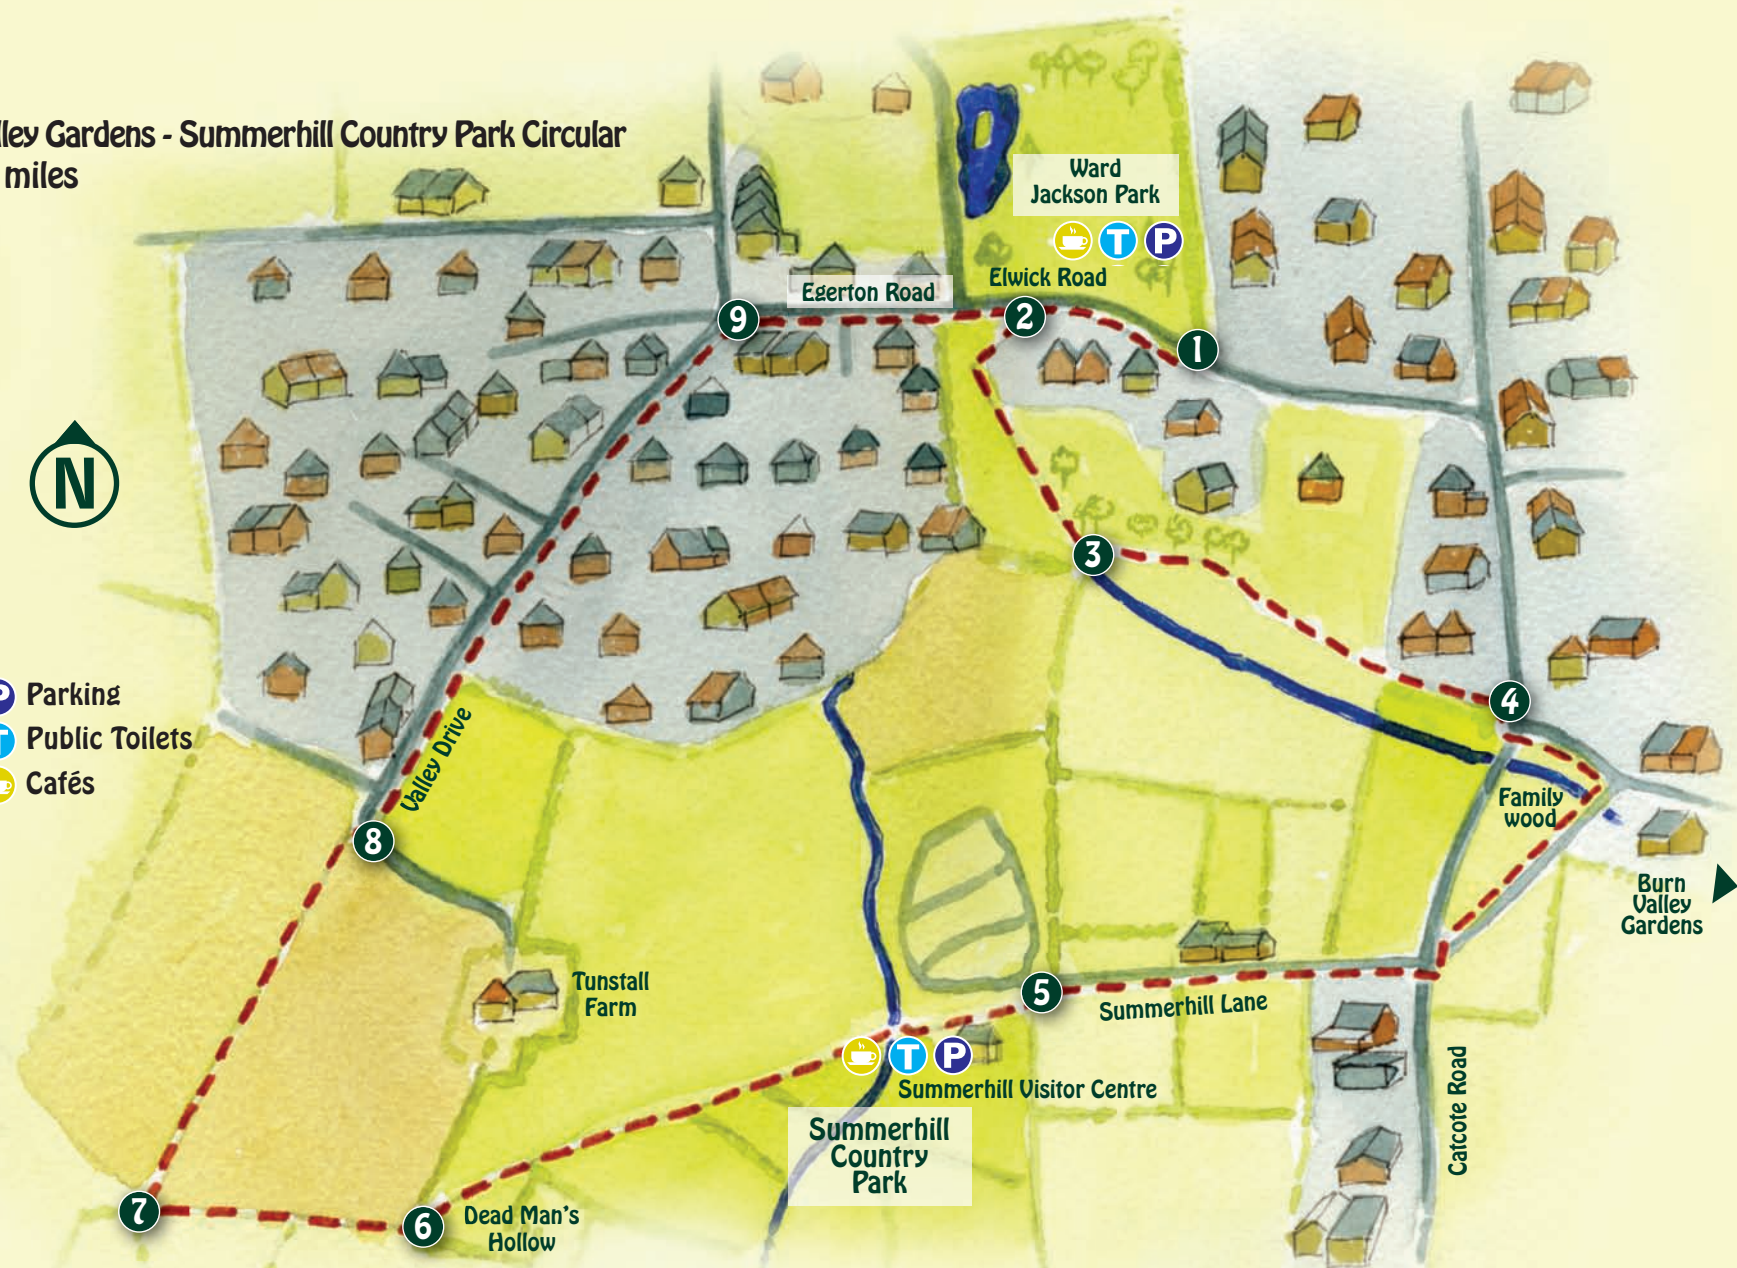 lley Gardens - Summerhill Country Park Circular
miles
Ward
Jackson Park
T
P
Elwick Road
Egerton Road
9
2
1
N
3
P Parking
T Public Toilets
Cafés
4
Valley Drive
Family
wood
8
Burn
Valley
Gardens
Tunstall
Farm
5
Summerhill Lane
T
P
Summerhill Visitor Centre
Catcote Road
Summerhill
Country
Park
7
6
Dead Man's
Hollow